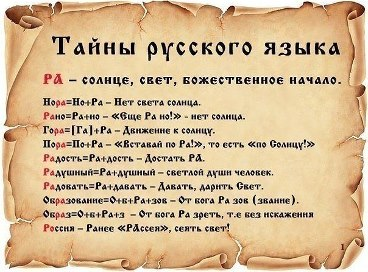 Тайны русского языка
РА – солнце, свет, божественное начало.
Нора=Но+Ра – Нет света солнца.
Рано=Ра+но – «Еще Ра но!» - нет солнца.
Гора=[Га]+Ра – Движение к солнцу.
Пора=По+Ра – «Вставай по Ра!», то есть «по Солнцу!»
Радость=Ра+дость – Достать РА.
Радушный=Ра+душный – светлой души человек.
Радовать=Ра+давать – Давать, дарить Свет.
Образование=О+б+Ра+зов – От бога Ра зов (звание).
Образ=О+б+Ра+з – От бога Ра зреть, т.е без искажения
Россия – Ранее «РАссея», сеять свет!
1